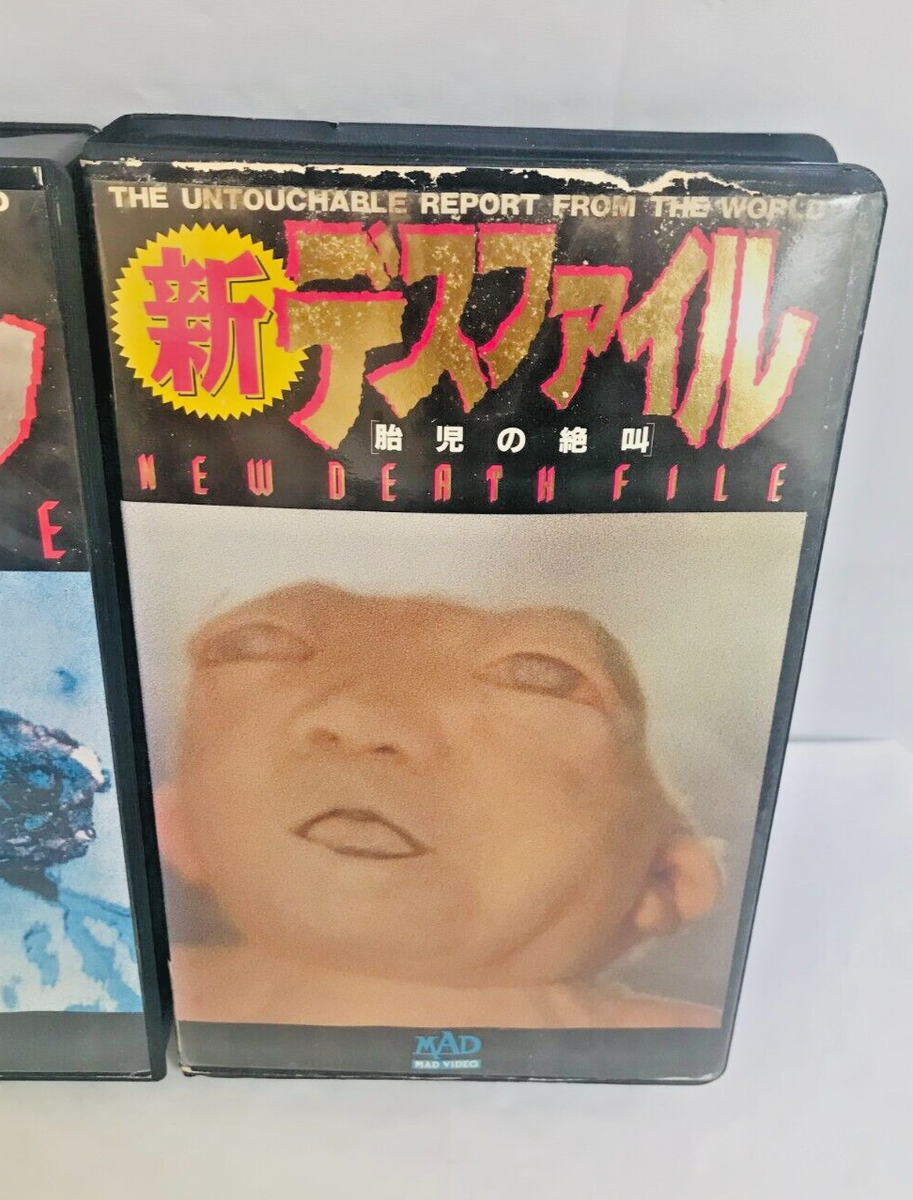 THE UNTOUCHABLE REPORT FROM THE WORLD
新デスファイル
[胎児の絶叫]
NEW DEATH FILE
E
MAD
MAD VIDEO